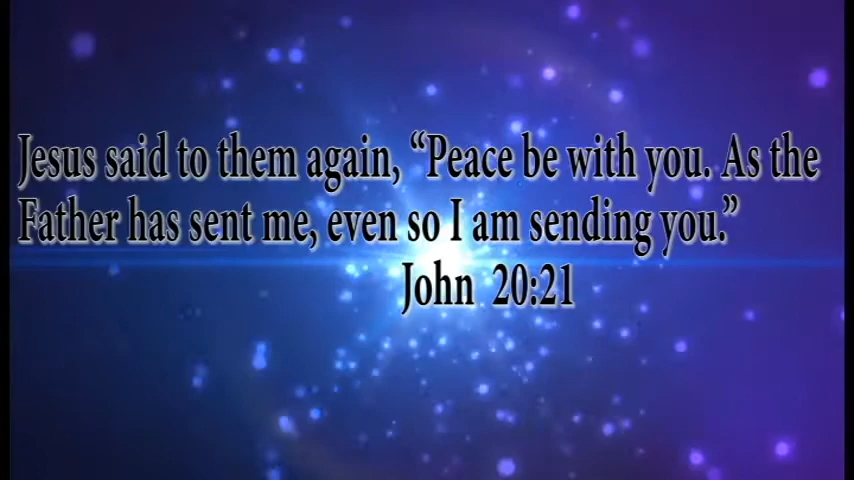 Jesus said to them again, “Peace be with you. As the
Father has sent me, even so I am sending you.”
John 20:21